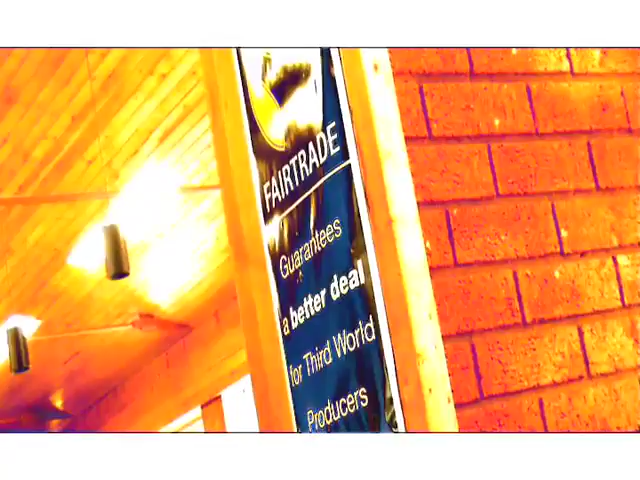 FAIRTRADE
Guarantees
a better deal
for Third World
Producers